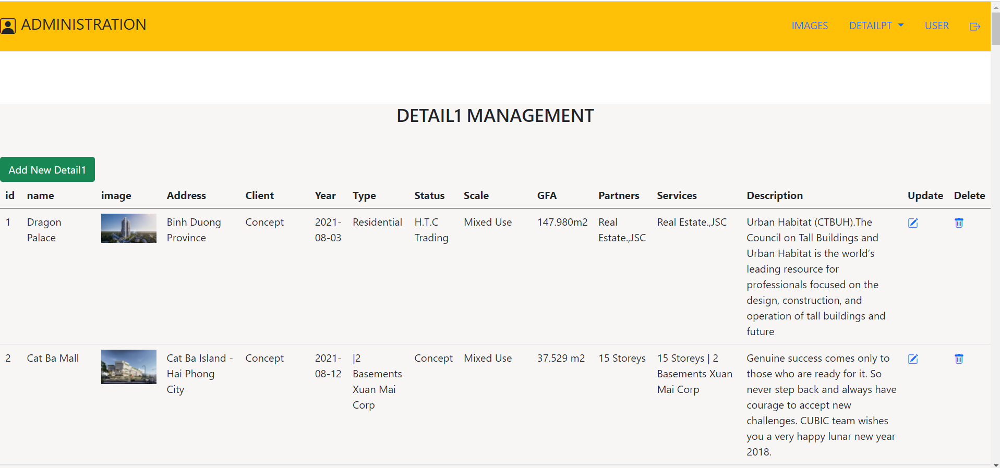 ADMINISTRATION
IMAGES DETAILPT USER
DETAIL1 MANAGEMENT
Add New Detail1
id name image Address Client Year Type Status Scale GFA Partners Services Description Update Delete
1 Dragon Binh Duong Concept 2021- Residential H.T.C Mixed Use 147.980m2 Real Real Estate.,JSC Urban Habitat (CTBUH).The
Palace Province 08-03 Trading Estate.,JSC Council on Tall Buildings and
Urban Habitat is the world’s
leading resource for
professionals focused on the
design, construction, and
operation of tall buildings and
future
2 Cat Ba Mall Cat Ba Island - Concept 2021- |2 Concept Mixed Use 37.529 m2 15 Storeys 15 Storeys | 2 Genuine success comes only to
Hai Phong 08-12 Basements Basements Xuan those who are ready for it. So
City Xuan Mai Mai Corp never step back and always have
Corp courage to accept new
challenges. CUBIC team wishes
you a very happy lunar new year
2018.